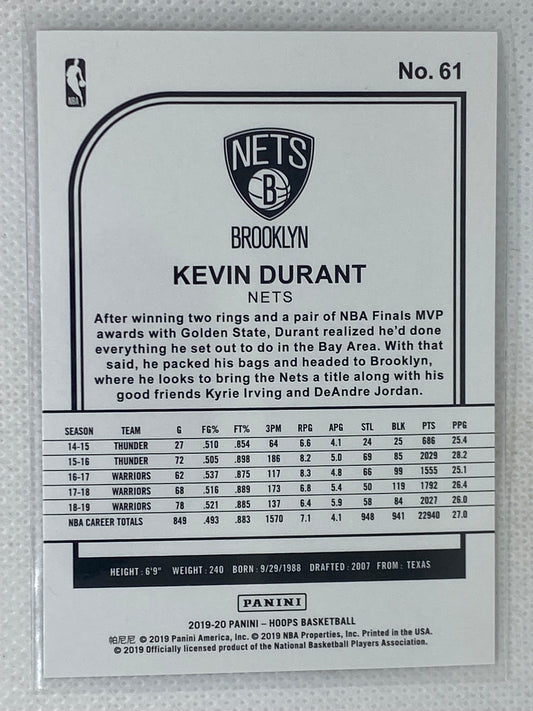 No. 61
NBA
NETS
B
BROOKLYN
KEVIN DURANT
NETS
After winning two rings and a pair of NBA Finals MVP
awards with Golden State, Durant realized he'd done
everything he set out to do in the Bay Area. With that
said, he packed his bags and headed to Brooklyn,
where he looks to bring the Nets a title along with his
good friends Kyrie Irving and DeAndre Jordan.
SEASON TEAM G FG% FT% 3PM RPG APG STL BLK PTS PPG
14-15 THUNDER 27 .510 .854 64 6.6 4.1 24 25 686 25.4
15-16 THUNDER 72 .505 .898 186 8.2 5.0 69 85 2029 28.2
16-17 WARRIORS 62 .537 .875 117 8.3 4.8 66 99 1555 25.1
17-18 WARRIORS 68 .516 .889 173 6.8 5.4 50 119 1792 26.4
18-19 WARRIORS 78 .521 .885 137 6.4 5.9 58 84 2027 26.0
NBA CAREER TOTALS 849 .493 .883 1570 7.1 4.1 948 941 22940 27.0
HEIGHT: 6'9" WEIGHT: 240 BORN: 9/29/1988 DRAFTED: 2007 FROM: TEXAS
PANINI
2019-20 PANINI – HOOPS BASKETBALL
帕尼尼 © 2019 Panini America, Inc. © 2019 NBA Properties, Inc. Printed in the USA.
© 2019 Officially licensed product of the National Basketball Players Association.